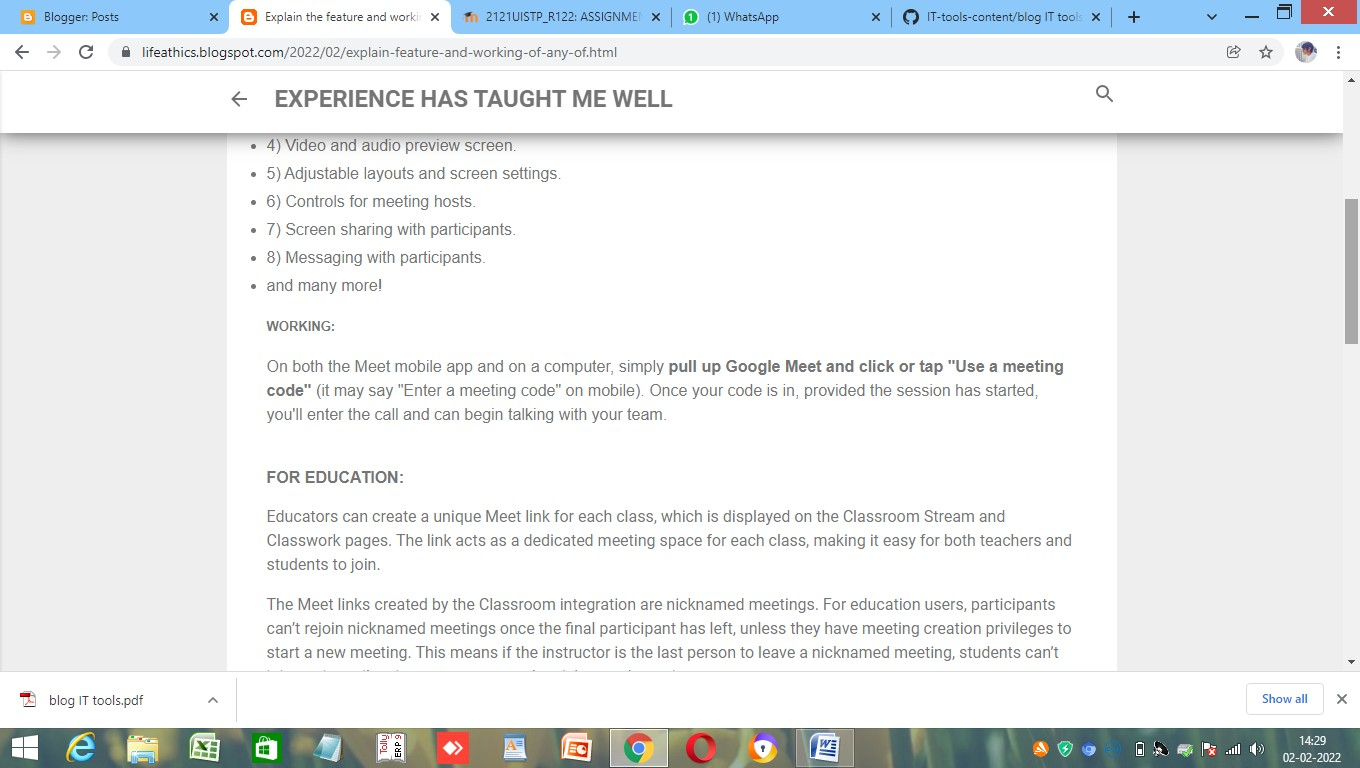 Blogger: Posts
Explain the feature and workin
2121UISTP_R122: ASSIGNME
(1) WhatsApp
IT-tools-content/blog IT tools
lifeathics.blogspot.com/2022/02/explain-feature-and-working-of-any-of.html
EXPERIENCE HAS TAUGHT ME WELL
4) Video and audio preview screen.
5) Adjustable layouts and screen settings.
6) Controls for meeting hosts.
7) Screen sharing with participants.
8) Messaging with participants.
and many more!
WORKING:
On both the Meet mobile app and on a computer, simply pull up Google Meet and click or tap "Use a meeting
code" (it may say "Enter a meeting code" on mobile). Once your code is in, provided the session has started,
you'll enter the call and can begin talking with your team.
FOR EDUCATION:
Educators can create a unique Meet link for each class, which is displayed on the Classroom Stream and
Classwork pages. The link acts as a dedicated meeting space for each class, making it easy for both teachers and
students to join.
The Meet links created by the Classroom integration are nicknamed meetings. For education users, participants
can’t rejoin nicknamed meetings once the final participant has left, unless they have meeting creation privileges to
start a new meeting. This means if the instructor is the last person to leave a nicknamed meeting, students can’t
blog IT tools.pdf
Show all
Tally
ERP 9
14:29
02-02-2022